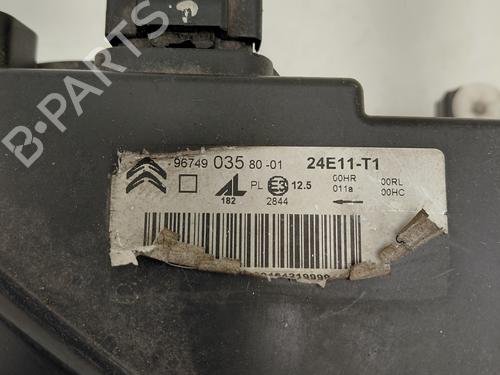 B-PARTS
96749 035 80-01 24E11-T1
AL PL E3 12.5 00HR 00RL
182 2844 011a 00HC